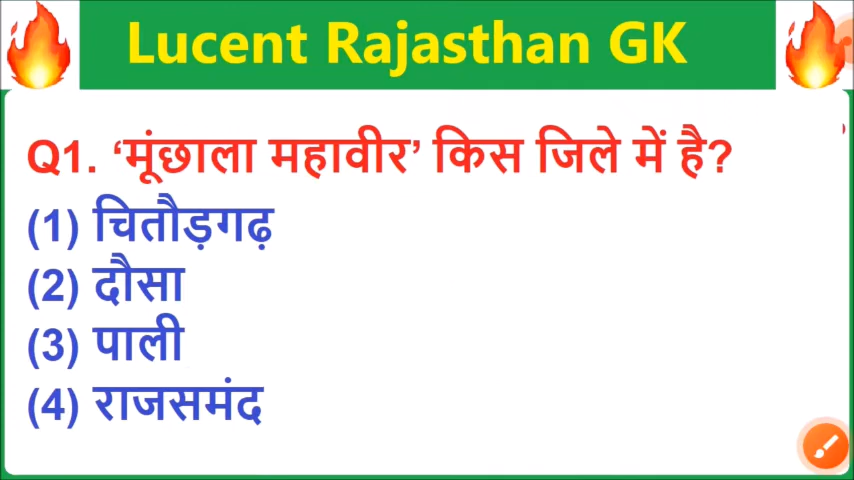 Lucent Rajasthan GK
Q1. ‘मूंछाला महावीर’ किस जिले में है?
(1) चितौड़गढ़
(2) दौसा
(3) पाली
(4) राजसमंद